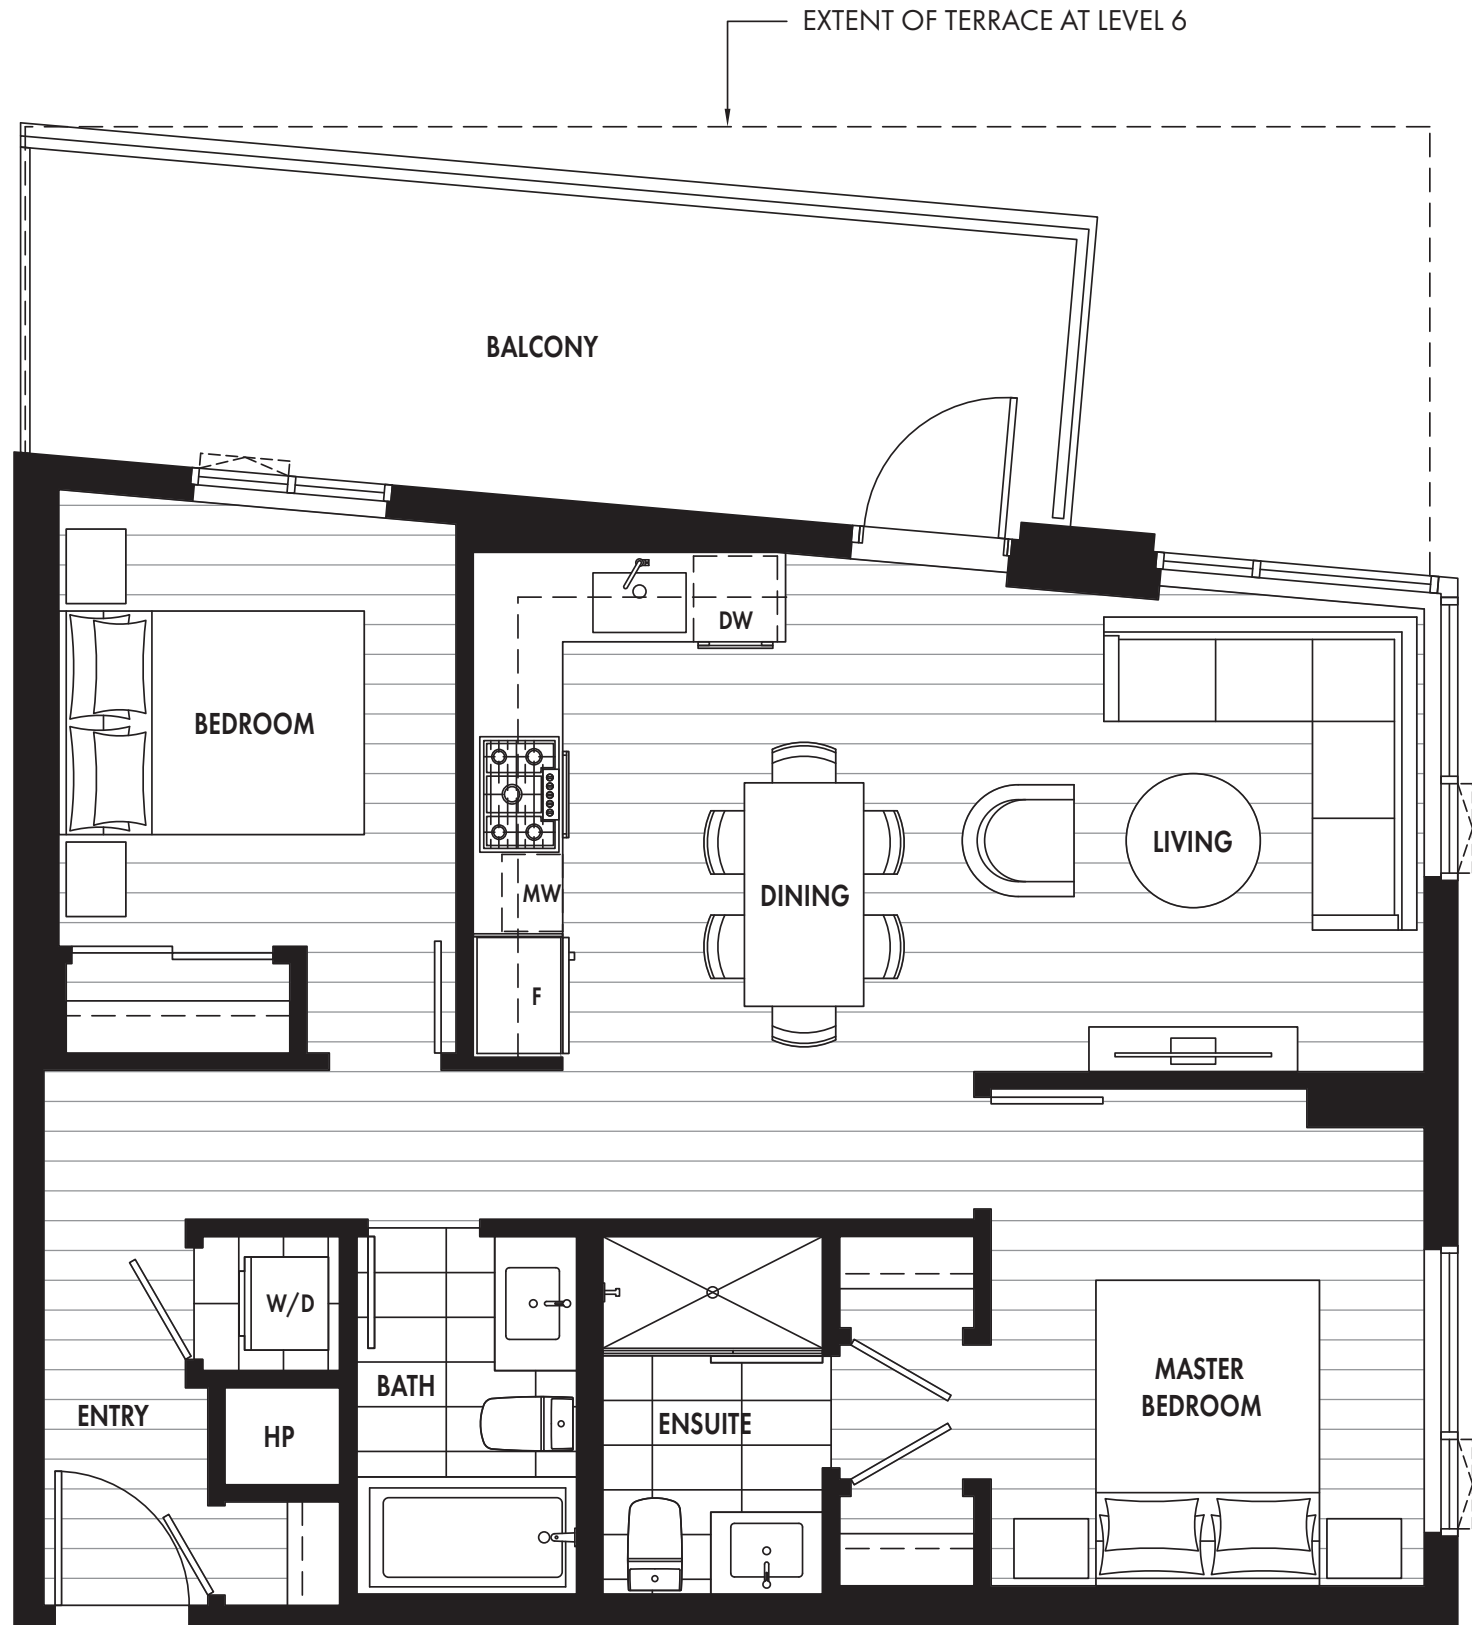 EXTENT OF TERRACE AT LEVEL 6
BALCONY
DW
BEDROOM
LIVING
MW
DINING
F
W/D
MASTER
BEDROOM
BATH
ENTRY
ENSUITE
HP